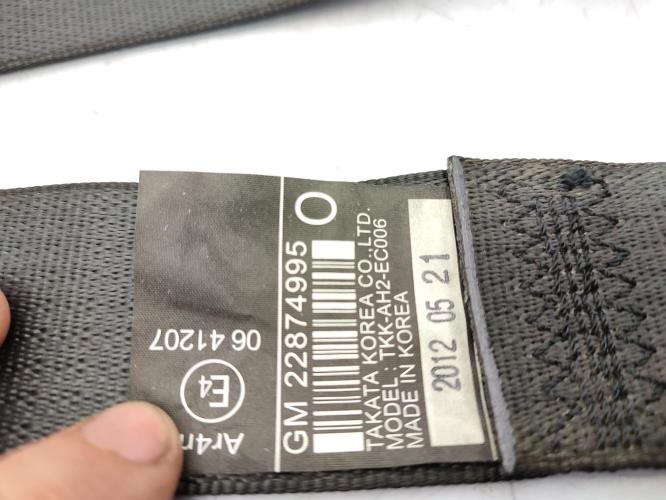 Ar4m
E4
06 41207
GM 22874995 O
TAKATA KOREA CO.,LTD.
MODEL : TKK-AH2-EC006
MADE IN KOREA
2012 05 21